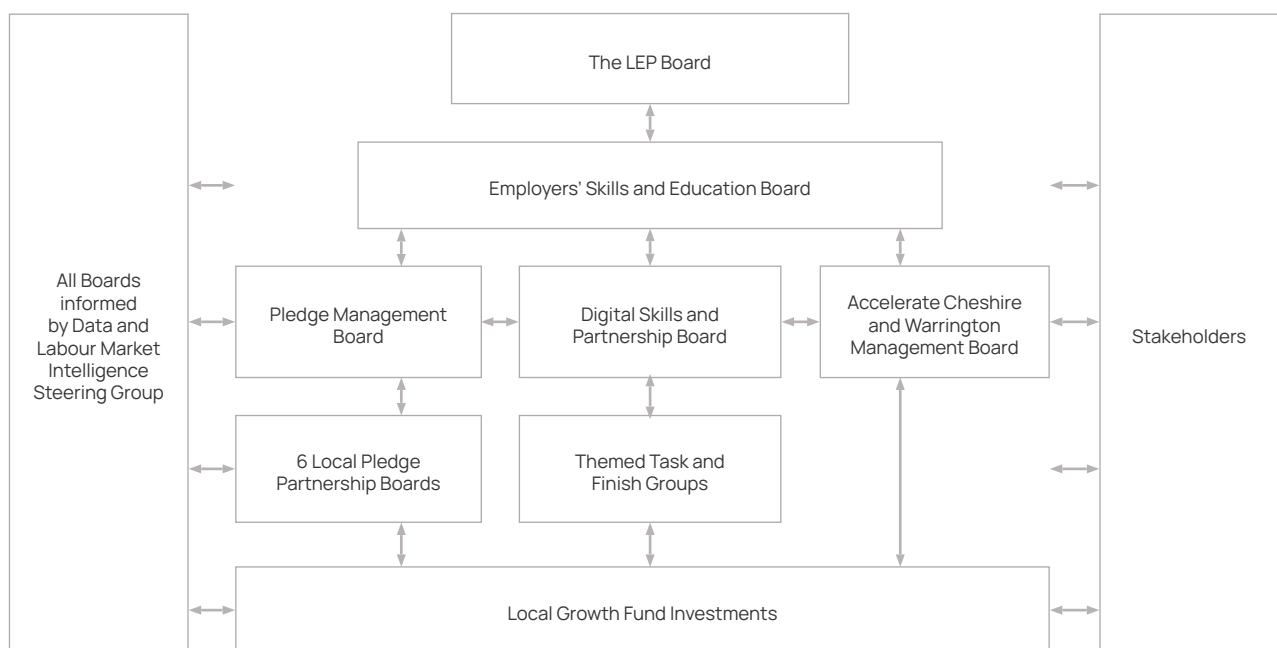 The LEP Board
Employers’ Skills and Education Board
All Boards
informed
by Data and
Labour Market
Intelligence
Steering Group
Pledge Management
Board
Digital Skills and
Partnership Board
Accelerate Cheshire
and Warrington
Management Board
Stakeholders
6 Local Pledge
Partnership Boards
Themed Task and
Finish Groups
Local Growth Fund Investments